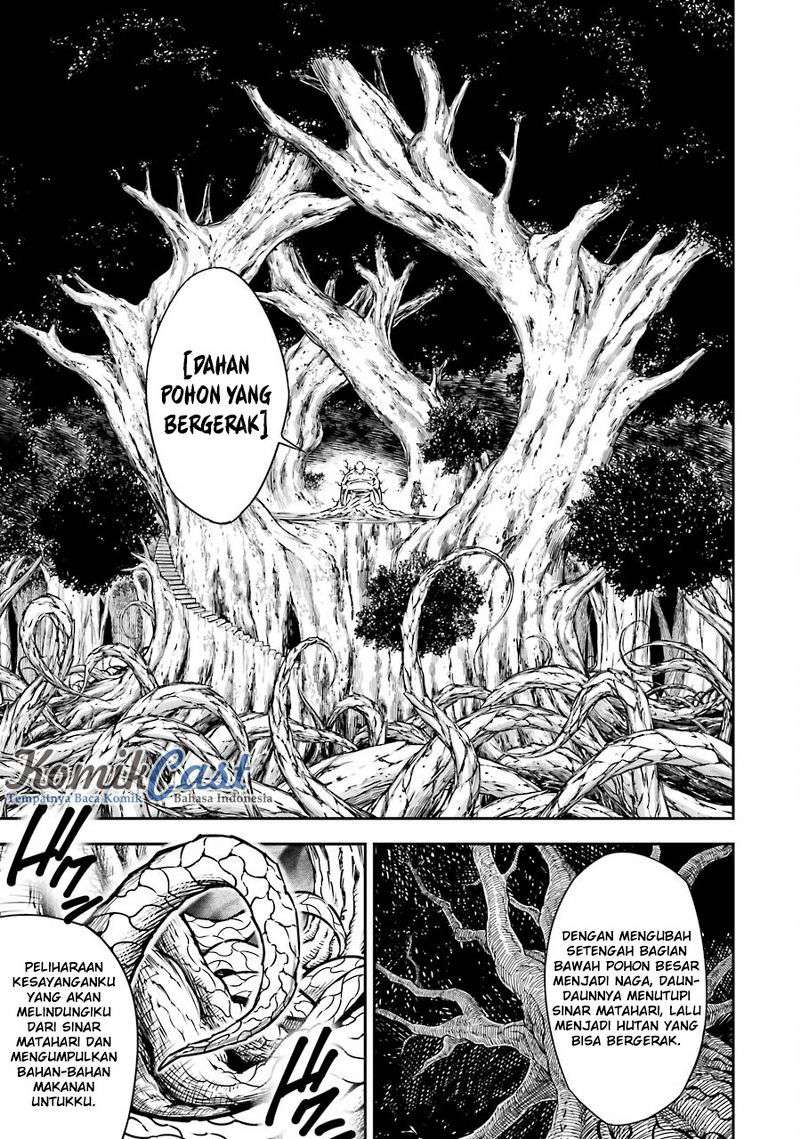 [DAHAN
POHON YANG
BERGERAK]
KomikCast
Tempatnya Baca Komik Bahasa Indonesia
DENGAN MENGUBAH
SETENGAH BAGIAN
BAWAH POHON BESAR
MENJADI NAGA, DAUN-
DAUNNYA MENUTUPI
SINAR MATAHARI, LALU
MENJADI HUTAN YANG
BISA BERGERAK.
PELIHARAAN
KESAYANGANKU
YANG AKAN
MELINDUNGIKU
DARI SINAR
MATAHARI DAN
MENGUMPULKAN
BAHAN-BAHAN
MAKANAN
UNTUKKU.